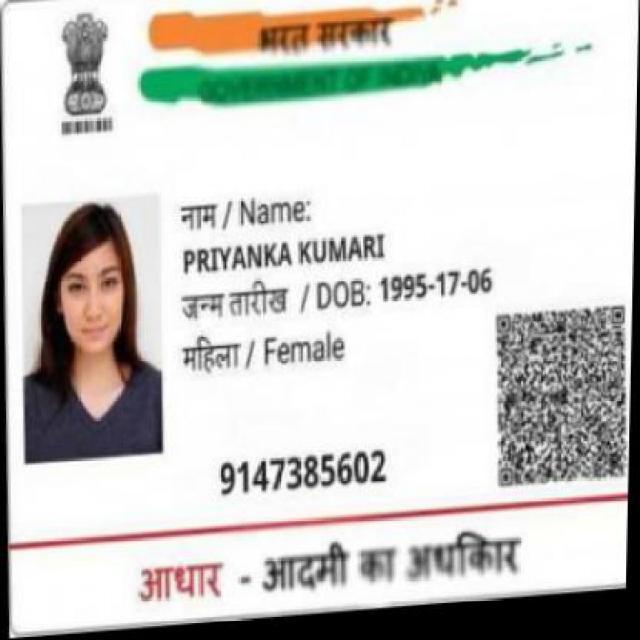 भारत सरकार
GOVERNMENT OF INDIA
नाम / Name:
PRIYANKA KUMARI
जन्म तारीख / DOB: 1995-17-06
महिला / Female
9147385602
आधार - आदमी का अधिकार